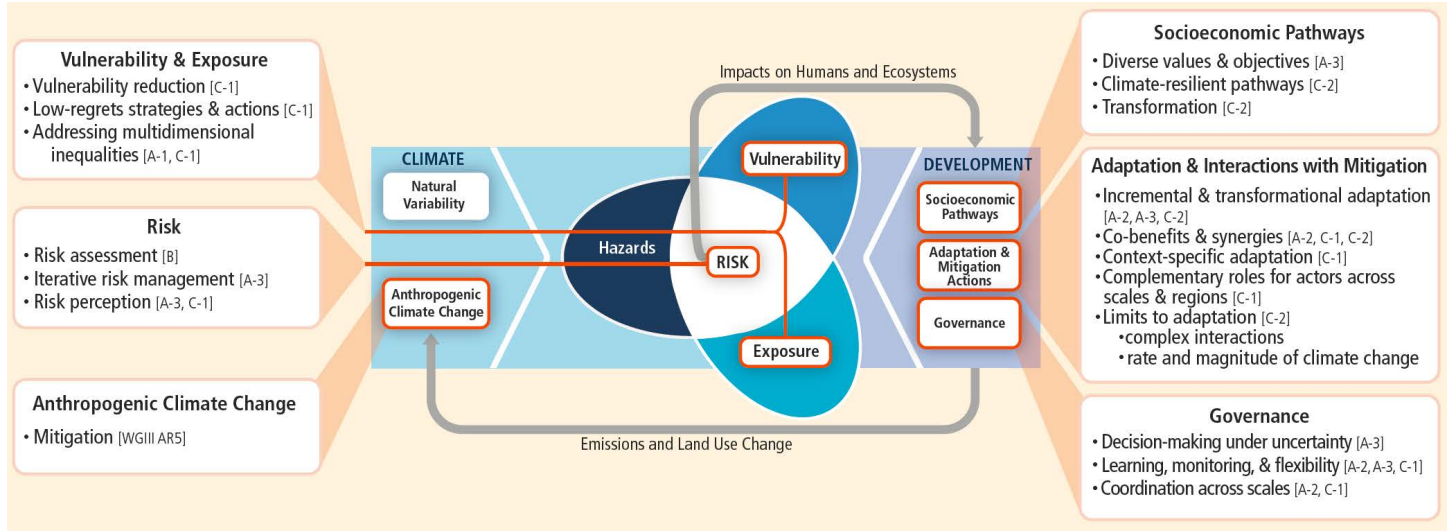 Vulnerability & Exposure
• Vulnerability reduction [C-1]
• Low-regrets strategies & actions [C-1]
• Addressing multidimensional
inequalities [A-1, C-1]
Risk
• Risk assessment [B]
• Iterative risk management [A-3]
• Risk perception [A-3, C-1]
Anthropogenic Climate Change
• Mitigation [WGIII AR5]
Impacts on Humans and Ecosystems
CLIMATE
Natural
Variability
Anthropogenic
Climate Change
Hazards
Vulnerability
RISK
Exposure
DEVELOPMENT
Socioeconomic
Pathways
Adaptation &
Mitigation
Actions
Governance
Emissions and Land Use Change
Socioeconomic Pathways
• Diverse values & objectives [A-3]
• Climate-resilient pathways [C-2]
• Transformation [C-2]
Adaptation & Interactions with Mitigation
• Incremental & transformational adaptation
[A-2, A-3, C-2]
• Co-benefits & synergies [A-2, C-1, C-2]
• Context-specific adaptation [C-1]
• Complementary roles for actors across
scales & regions [C-1]
• Limits to adaptation [C-2]
• complex interactions
• rate and magnitude of climate change
Governance
• Decision-making under uncertainty [A-3]
• Learning, monitoring, & flexibility [A-2, A-3, C-1]
• Coordination across scales [A-2, C-1]